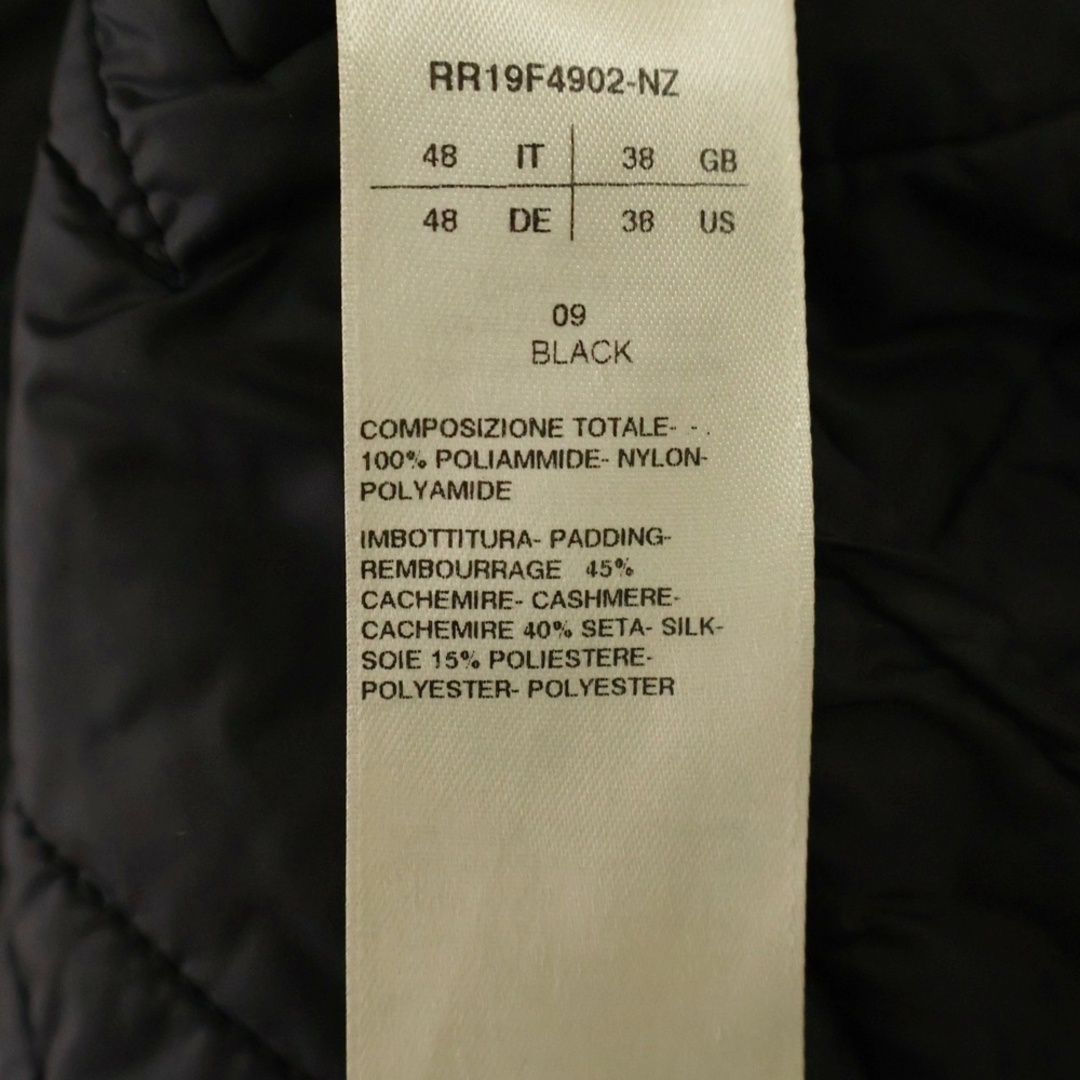 RR19F4902-NZ
48 IT 38 GB
48 DE 38 US
09
BLACK
COMPOSIZIONE TOTALE- - .
100% POLIAMMIDE- NYLON-
POLYAMIDE
IMBOTTITURA- PADDING-
REMBOURRAGE 45%
CACHEMIRE- CASHMERE-
CACHEMIRE 40% SETA- SILK-
SOIE 15% POLIESTERE-
POLYESTER- POLYESTER